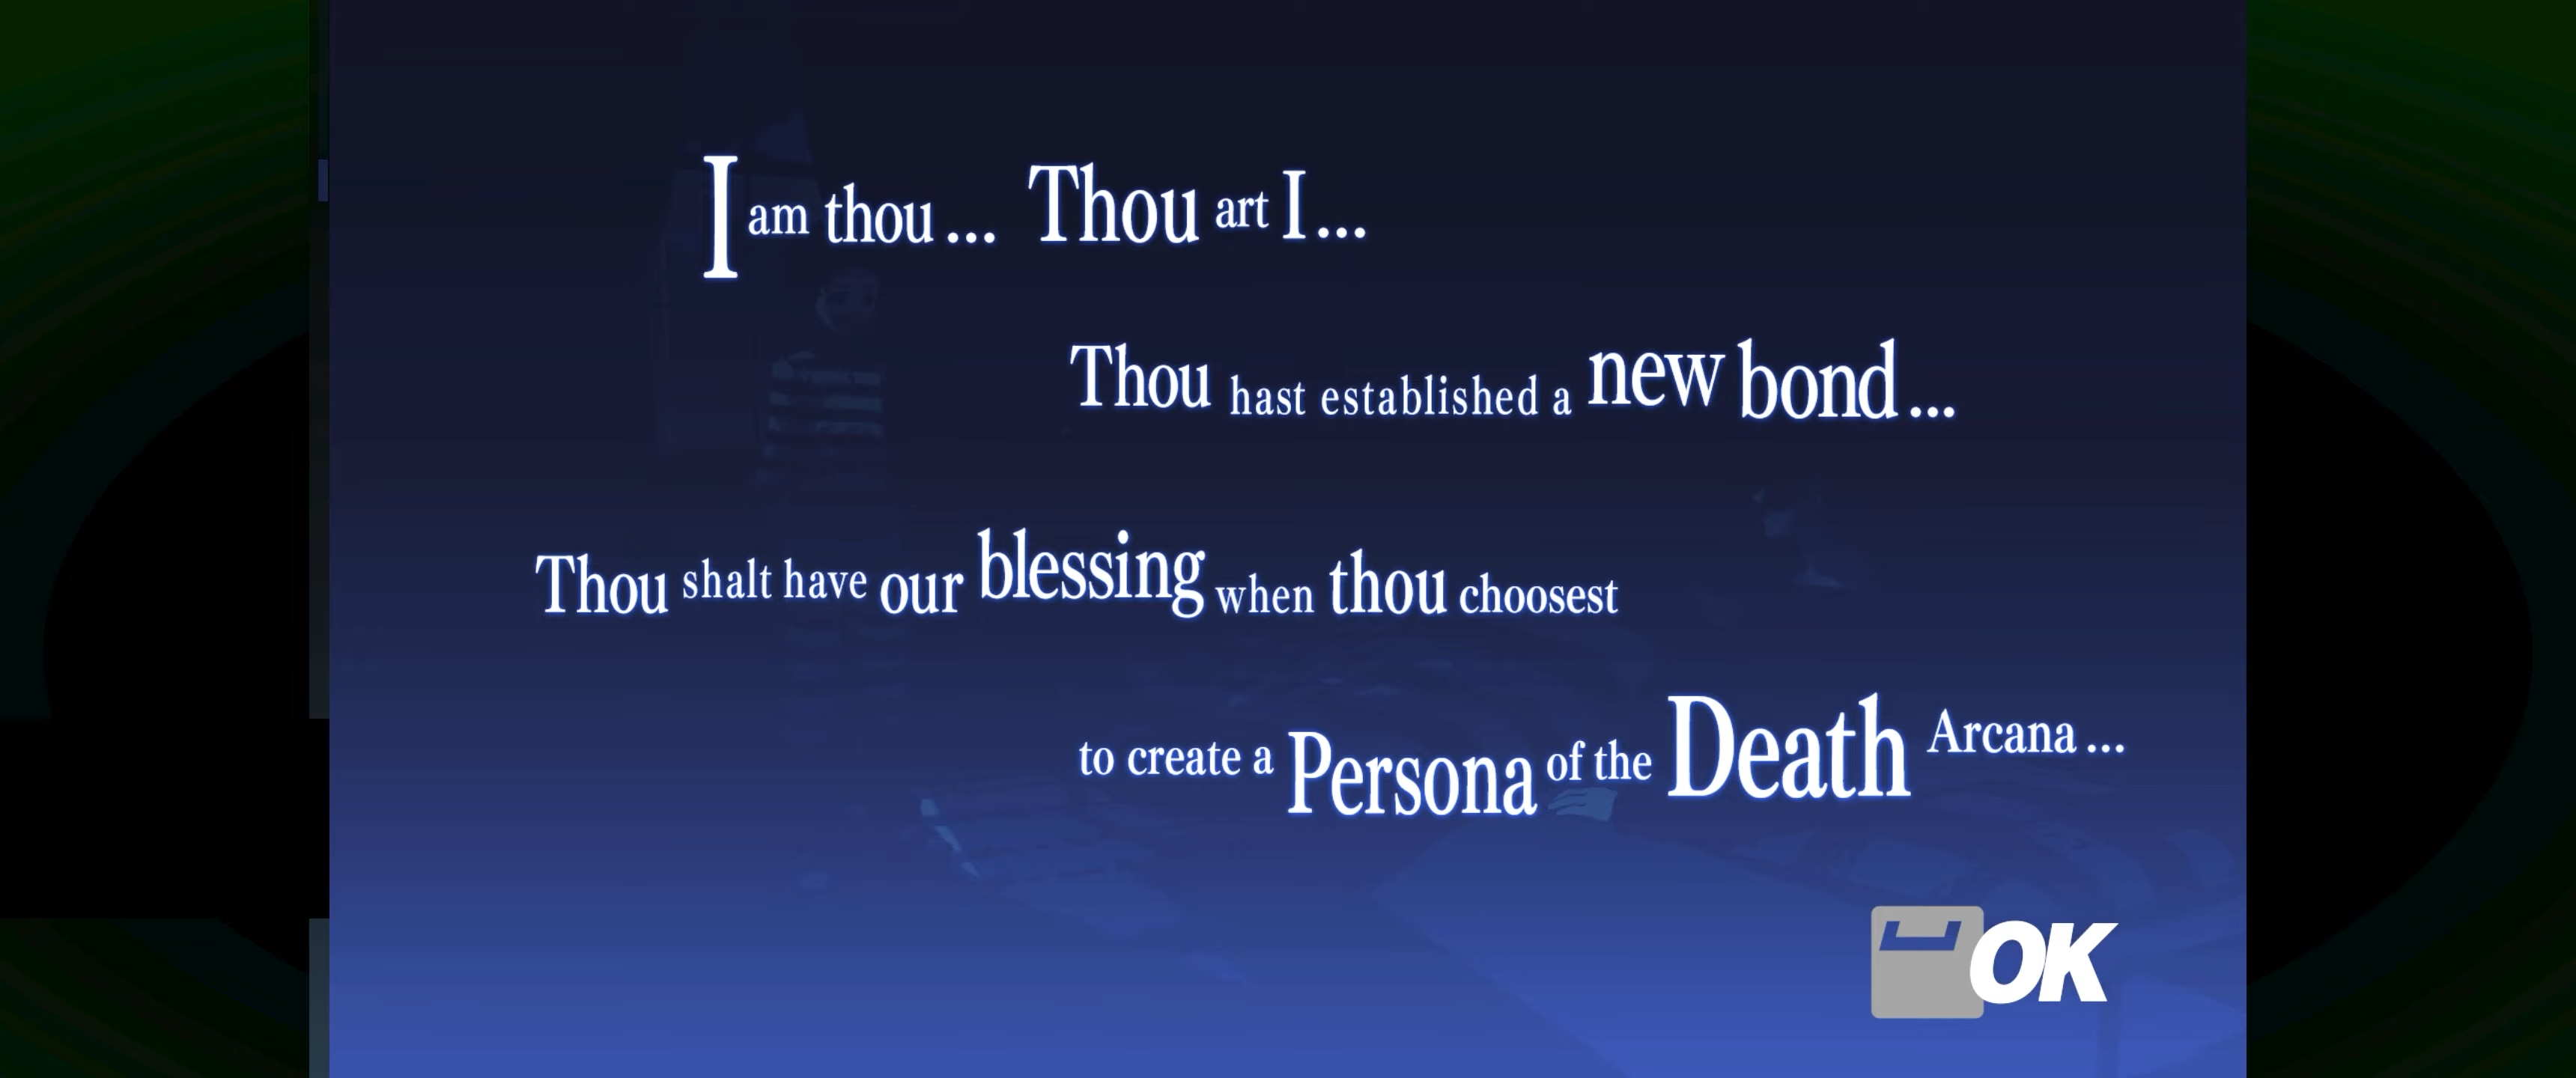 I am thou... Thou art I...
Thou hast established a new bond...
Thou shalt have our blessing when thou choosest
to create a Persona of the Death Arcana...
OK